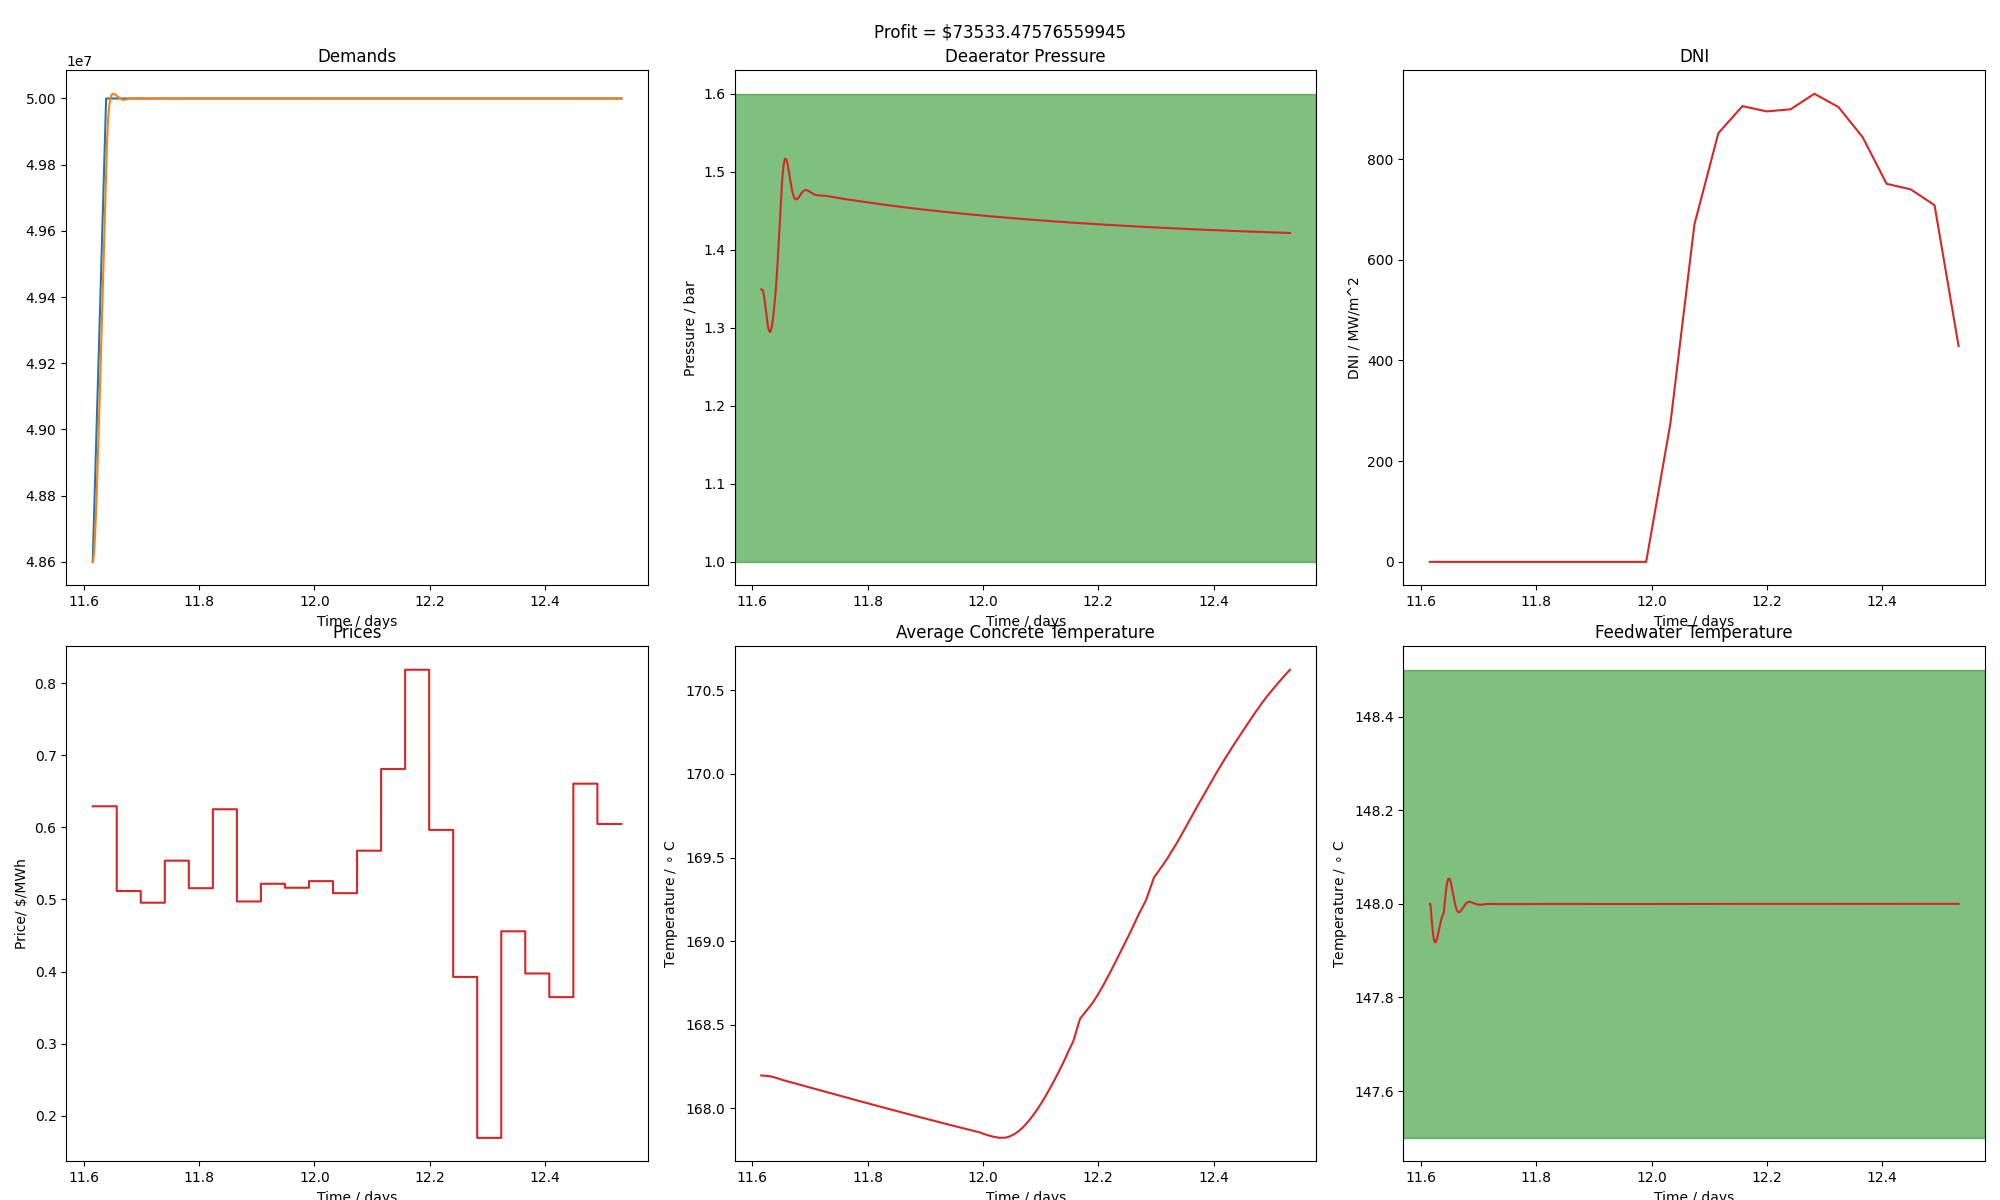 Profit = $73533.47576559945
Demands
1e7
5.00
4.98
4.96
4.94
4.92
4.90
4.88
4.86
11.6 11.8 12.0 12.2 12.4
Time / days
Deaerator Pressure
Pressure / bar
1.6
1.5
1.4
1.3
1.2
1.1
1.0
11.6 11.8 12.0 12.2 12.4
Time / days
DNI
DNI / MW/m^2
800
600
400
200
0
11.6 11.8 12.0 12.2 12.4
Time / days
Prices
Price/ $/MWh
0.8
0.7
0.6
0.5
0.4
0.3
0.2
11.6 11.8 12.0 12.2 12.4
Time / days
Average Concrete Temperature
Temperature / ∘ C
170.5
170.0
169.5
169.0
168.5
168.0
11.6 11.8 12.0 12.2 12.4
Time / days
Feedwater Temperature
Temperature / ∘ C
148.4
148.2
148.0
147.8
147.6
11.6 11.8 12.0 12.2 12.4
Time / days